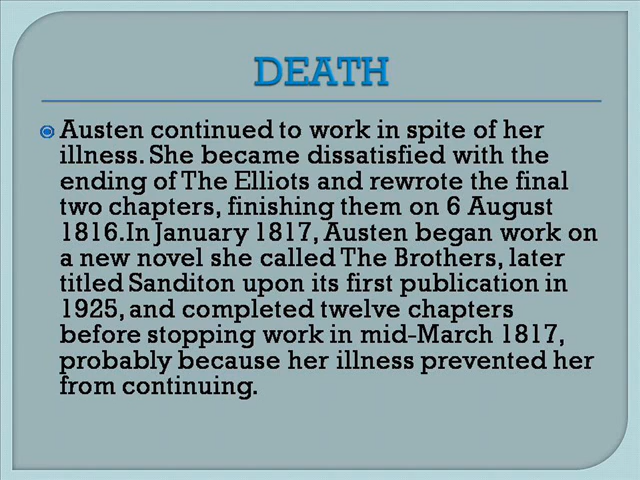 DEATH
Austen continued to work in spite of her
illness. She became dissatisfied with the
ending of The Elliots and rewrote the final
two chapters, finishing them on 6 August
1816.In January 1817, Austen began work on
a new novel she called The Brothers, later
titled Sanditon upon its first publication in
1925, and completed twelve chapters
before stopping work in mid-March 1817,
probably because her illness prevented her
from continuing.